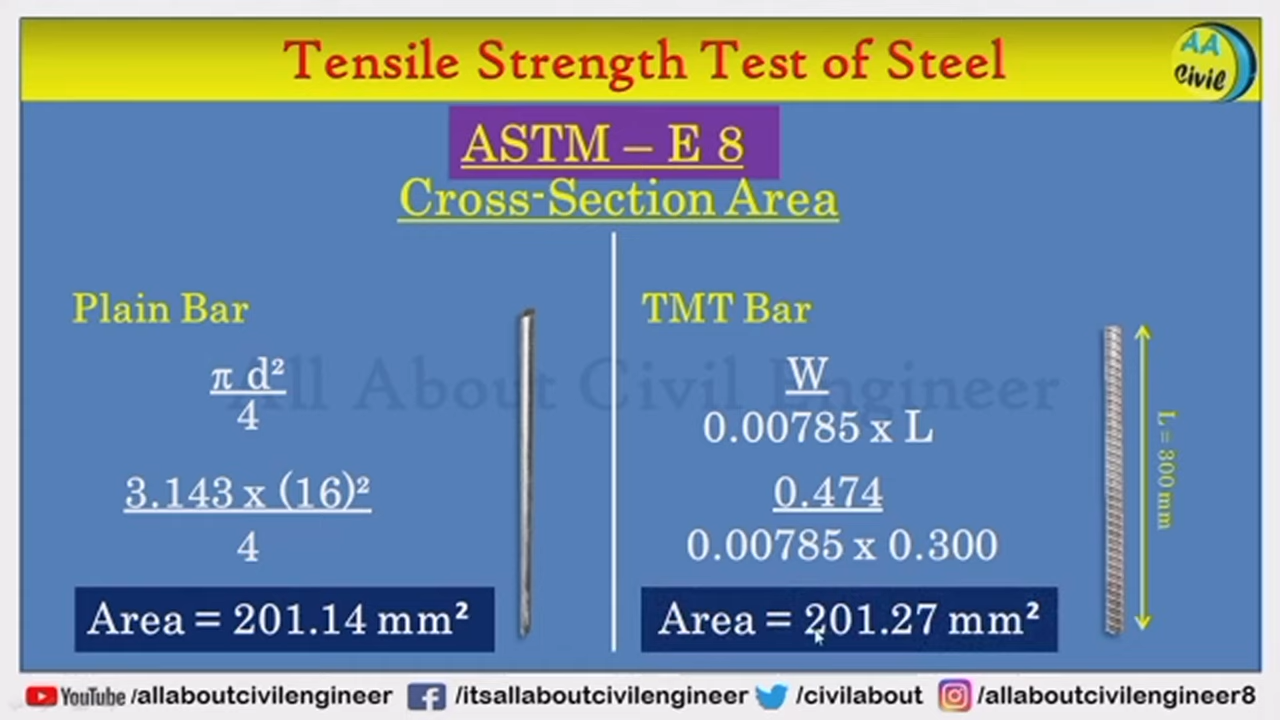 Tensile Strength Test of Steel
AA
Civil
ASTM – E 8
Cross-Section Area
Plain Bar
π d²
4
3.143 x (16)²
4
Area = 201.14 mm²
TMT Bar
W
0.00785 x L
0.474
0.00785 x 0.300
Area = 201.27 mm²
L = 300 mm
All About Civil Engineer
YouTube /allaboutcivilengineer /itsallaboutcivilengineer /civilabout /allaboutcivilengineer8